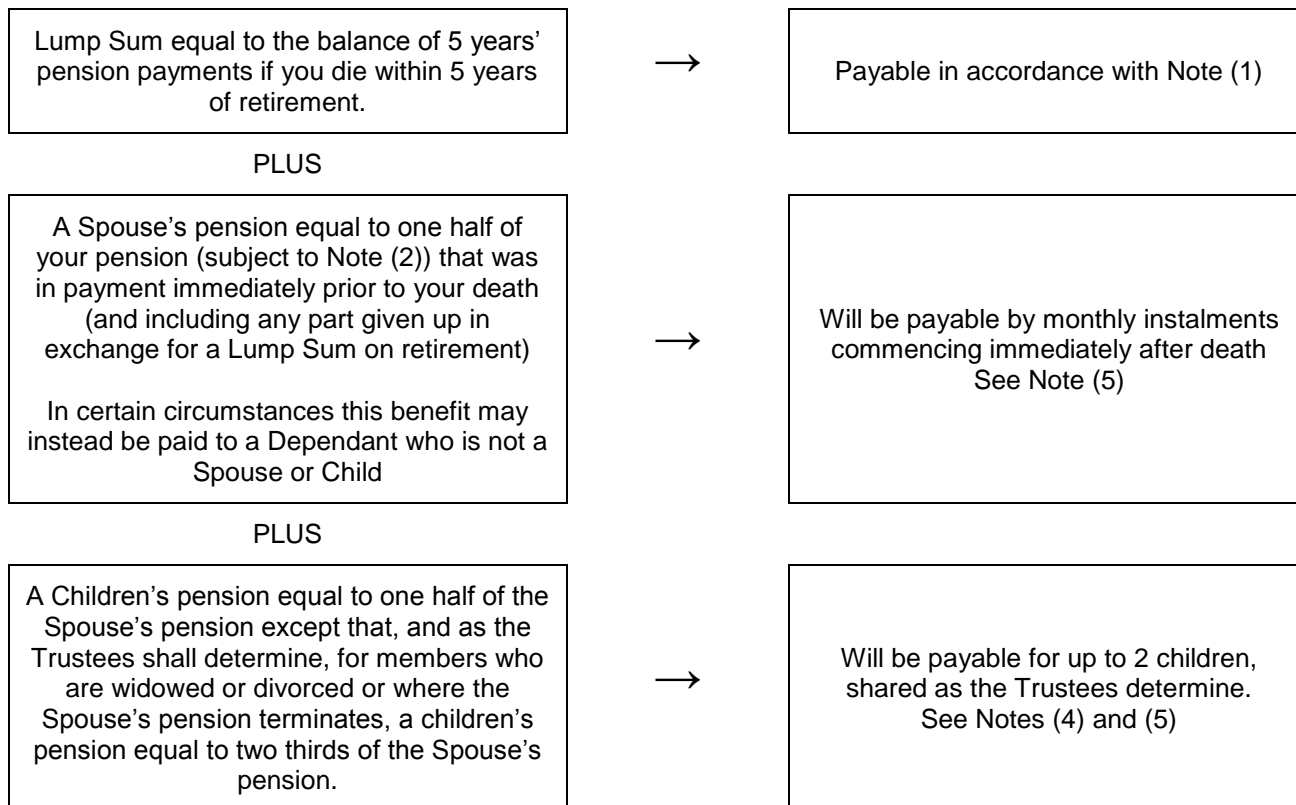 Lump Sum equal to the balance of 5 years’
pension payments if you die within 5 years
of retirement.
→
Payable in accordance with Note (1)
PLUS
A Spouse’s pension equal to one half of
your pension (subject to Note (2)) that was
in payment immediately prior to your death
(and including any part given up in
exchange for a Lump Sum on retirement)
In certain circumstances this benefit may
instead be paid to a Dependant who is not a
Spouse or Child
→
Will be payable by monthly instalments
commencing immediately after death
See Note (5)
PLUS
A Children’s pension equal to one half of the
Spouse’s pension except that, and as the
Trustees shall determine, for members who
are widowed or divorced or where the
Spouse’s pension terminates, a children’s
pension equal to two thirds of the Spouse’s
pension.
→
Will be payable for up to 2 children,
shared as the Trustees determine.
See Notes (4) and (5)